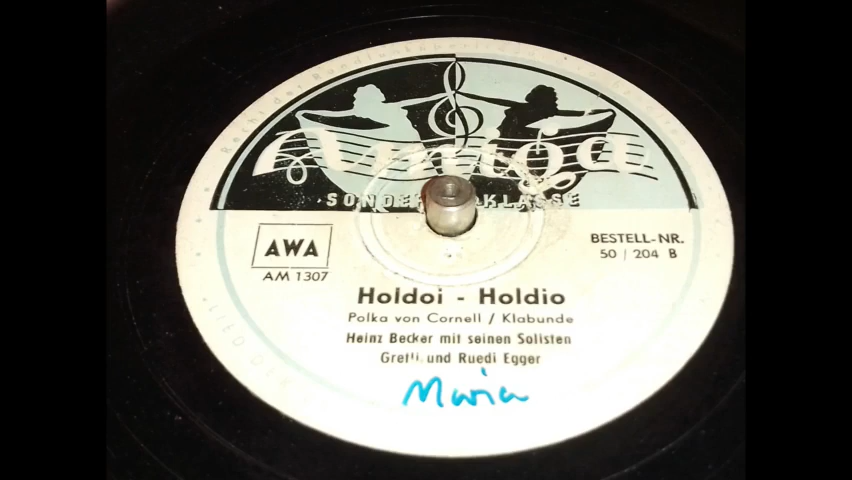 Amiga
SONDERKLASSE
AWA
AM 1307
BESTELL-NR.
50 / 204 B
Holdoi - Holdio
Polka von Cornell / Klabunde
Heinz Becker mit seinen Solisten
Gretl und Ruedi Egger
Maria